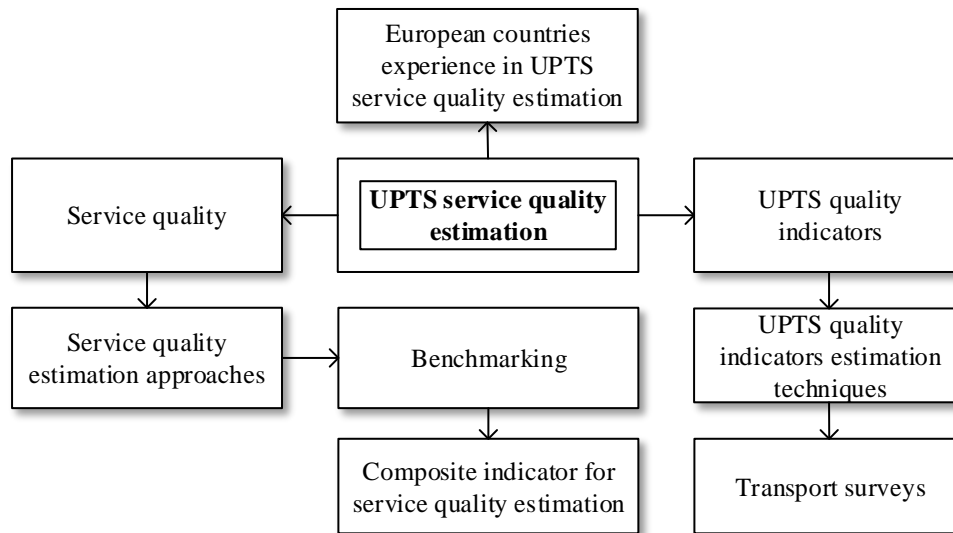 European countries
experience in UPTS
service quality estimation
Service quality
UPTS service quality
estimation
UPTS quality
indicators
Service quality
estimation approaches
Benchmarking
UPTS quality
indicators estimation
techniques
Composite indicator for
service quality estimation
Transport surveys